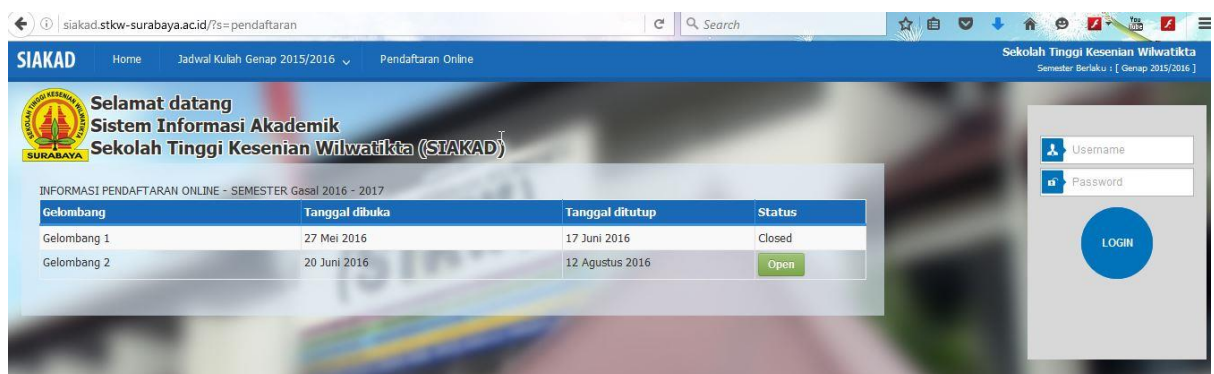 siakad.stkw-surabaya.ac.id/?s=pendaftaran
Search
You Tube
SIAKAD Home Jadwal Kuliah Genap 2015/2016 Pendaftaran Online
Sekolah Tinggi Kesenian Wilwatikta
Semester Berlaku : [ Genap 2015/2016 ]
SURABAYA
Selamat datang
Sistem Informasi Akademik
Sekolah Tinggi Kesenian Wilwatikta (SIAKAD)
INFORMASI PENDAFTARAN ONLINE - SEMESTER Gasal 2016 - 2017
Gelombang Tanggal dibuka Tanggal ditutup Status
Gelombang 1 27 Mei 2016 17 Juni 2016 Closed
Gelombang 2 20 Juni 2016 12 Agustus 2016 Open
Username
Password
LOGIN